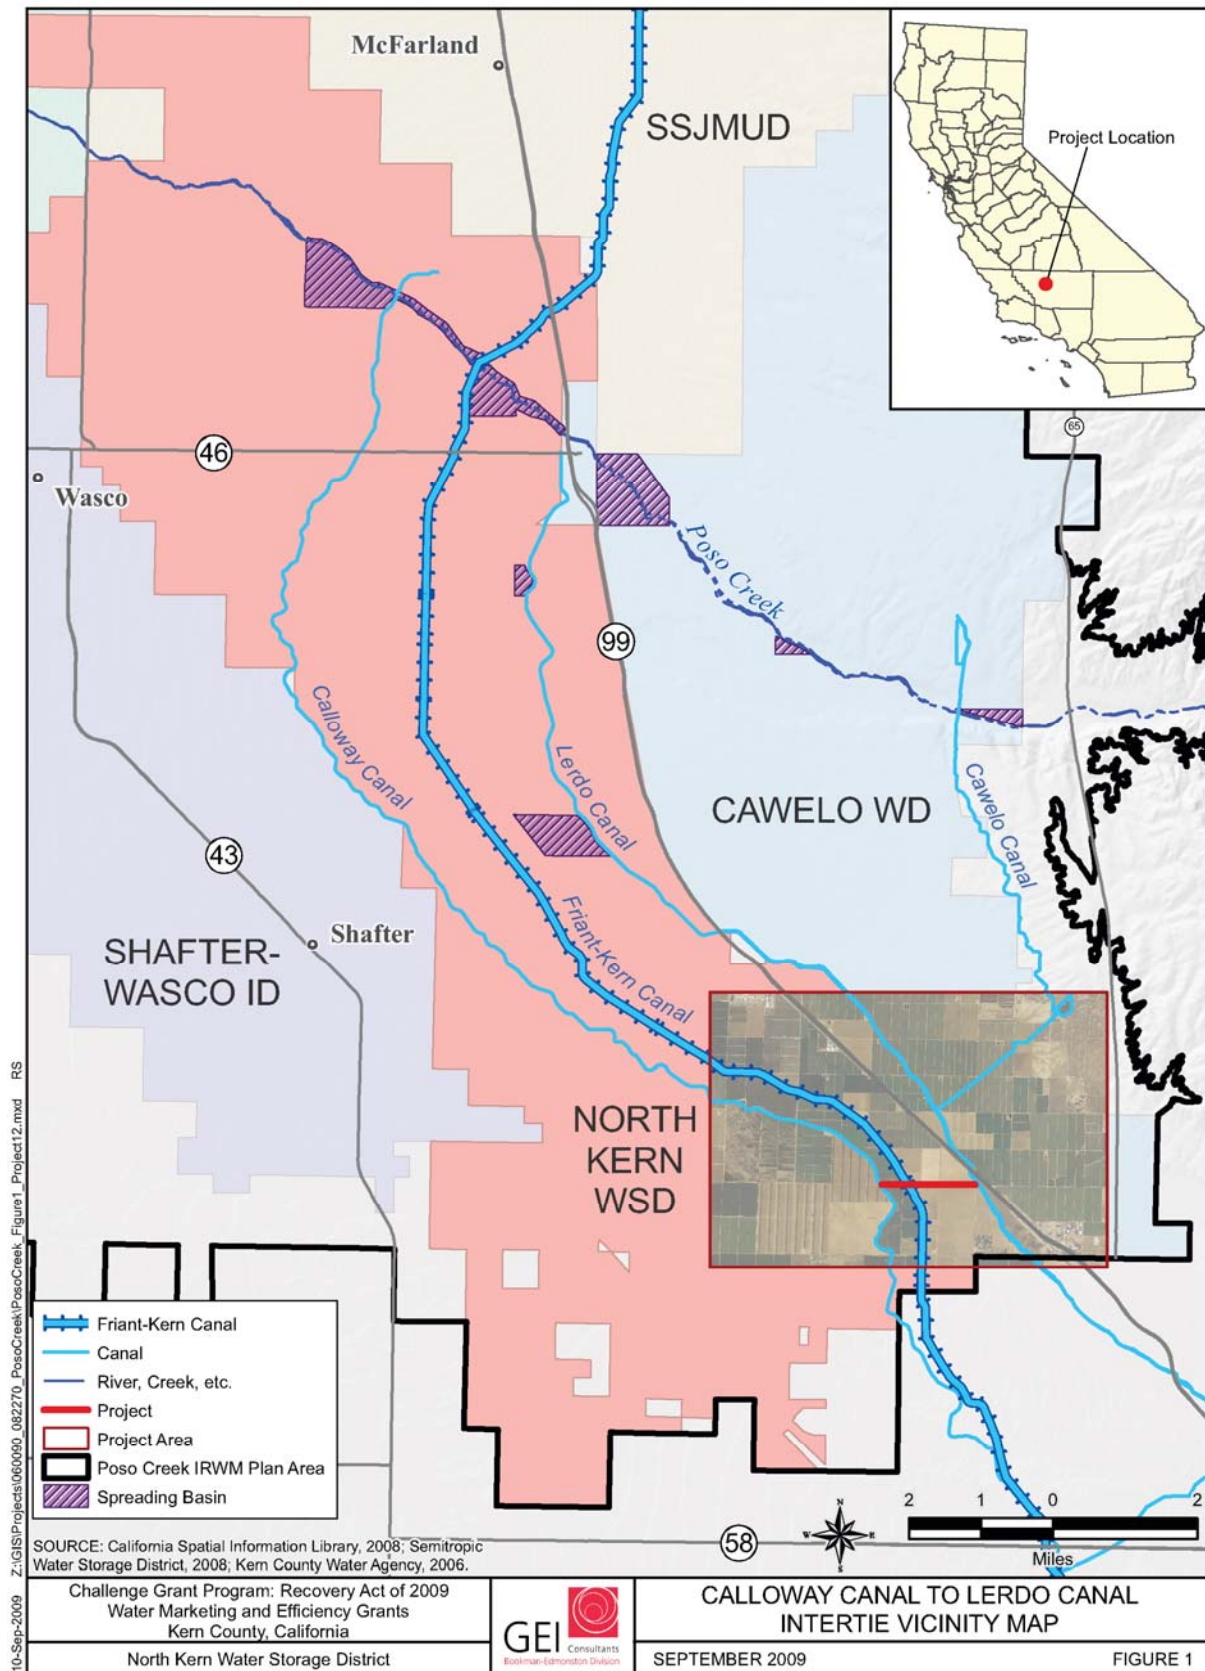 McFarland
SSJMUD
Project Location
65
46
Wasco
Poso Creek
99
Calloway Canal
Lerdo Canal
CAWELO WD
Cawelo Canal
43
Friant-Kern Canal
Shafter
SHAFTER-
WASCO ID
NORTH
KERN
WSD
Friant-Kern Canal
Canal
River, Creek, etc.
Project
Project Area
Poso Creek IRWM Plan Area
Spreading Basin
N
W
E
S
2 1 0 2
Miles
58
SOURCE: California Spatial Information Library, 2008; Semitropic
Water Storage District, 2008; Kern County Water Agency, 2006.
10-Sep-2009 Z:\GIS\Projects\060090_082270_PosoCreek\PosoCreek_Figure1_Project12.mxd RS
Challenge Grant Program: Recovery Act of 2009
Water Marketing and Efficiency Grants
Kern County, California
North Kern Water Storage District
GEI Consultants
Bookman-Edmonston Division
CALLOWAY CANAL TO LERDO CANAL
INTERTIE VICINITY MAP
SEPTEMBER 2009
FIGURE 1